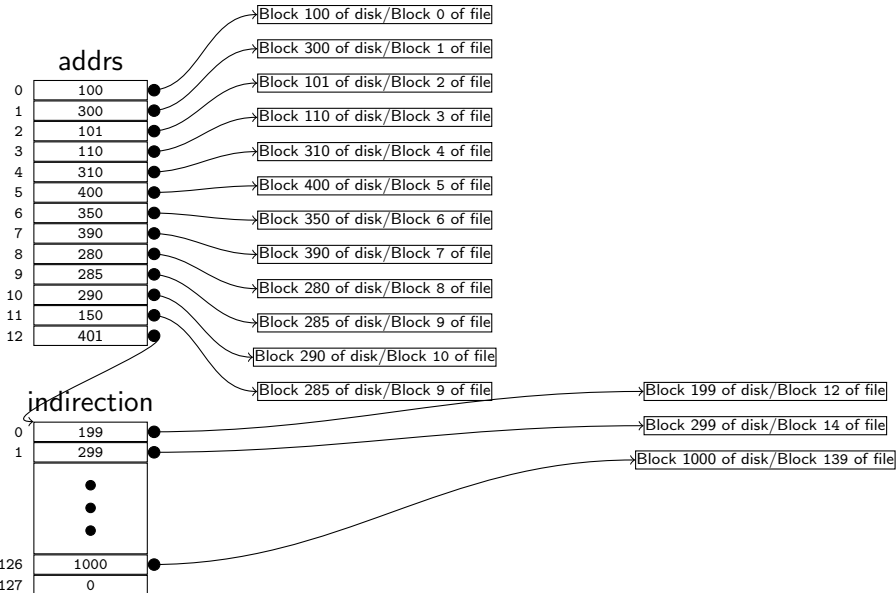 Block 100 of disk/Block 0 of file
Block 300 of disk/Block 1 of file
addrs
Block 101 of disk/Block 2 of file
0 100
1 300
Block 110 of disk/Block 3 of file
2 101
3 110
Block 310 of disk/Block 4 of file
4 310
5 400
Block 400 of disk/Block 5 of file
6 350
Block 350 of disk/Block 6 of file
7 390
8 280
Block 390 of disk/Block 7 of file
9 285
Block 280 of disk/Block 8 of file
10 290
11 150
Block 285 of disk/Block 9 of file
12 401
Block 290 of disk/Block 10 of file
Block 285 of disk/Block 9 of file
Block 199 of disk/Block 12 of file
indirection
0 199
Block 299 of disk/Block 14 of file
1 299
Block 1000 of disk/Block 139 of file
126 1000
127 0